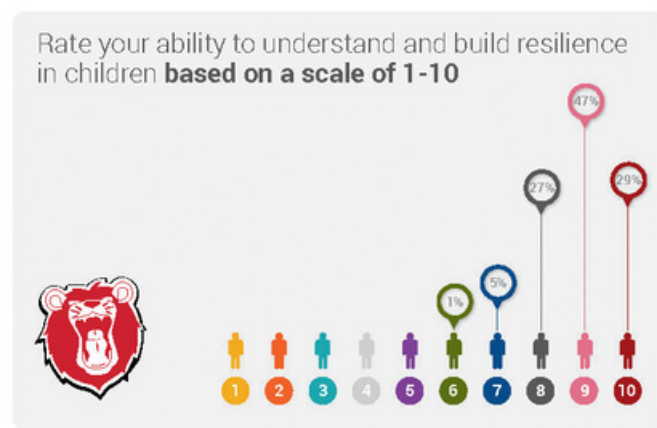 Rate your ability to understand and build resilience
in children based on a scale of 1-10
47%
29%
27%
5%
1%
1 2 3 4 5 6 7 8 9 10